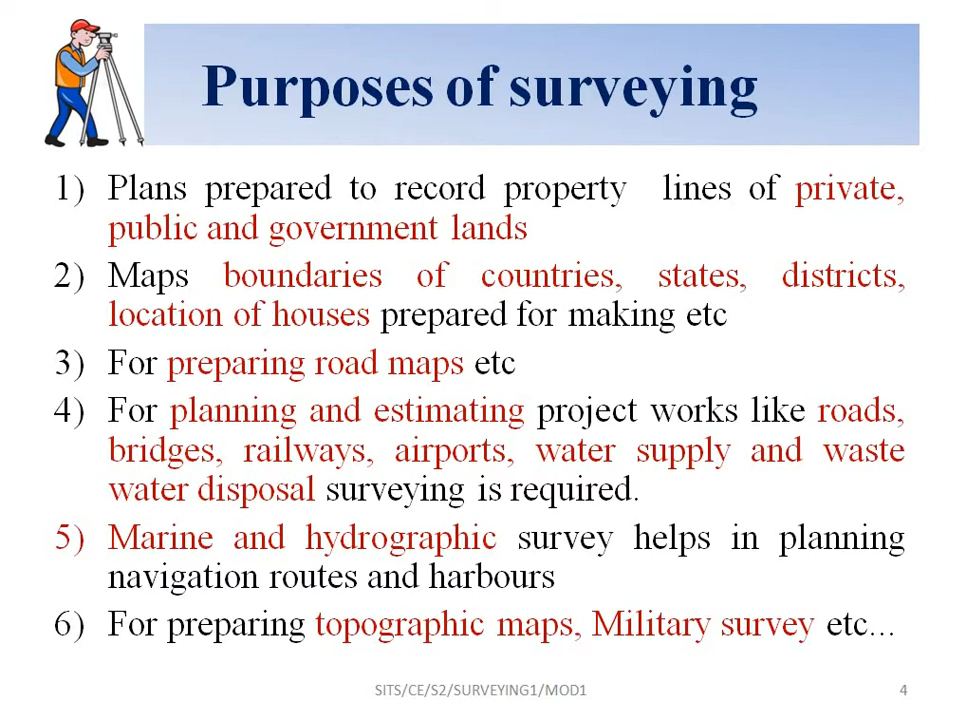 Purposes of surveying
1) Plans prepared to record property lines of private,
public and government lands
2) Maps boundaries of countries, states, districts,
location of houses prepared for making etc
3) For preparing road maps etc
4) For planning and estimating project works like roads,
bridges, railways, airports, water supply and waste
water disposal surveying is required.
5) Marine and hydrographic survey helps in planning
navigation routes and harbours
6) For preparing topographic maps, Military survey etc...
SITS/CE/S2/SURVEYING1/MOD1
4